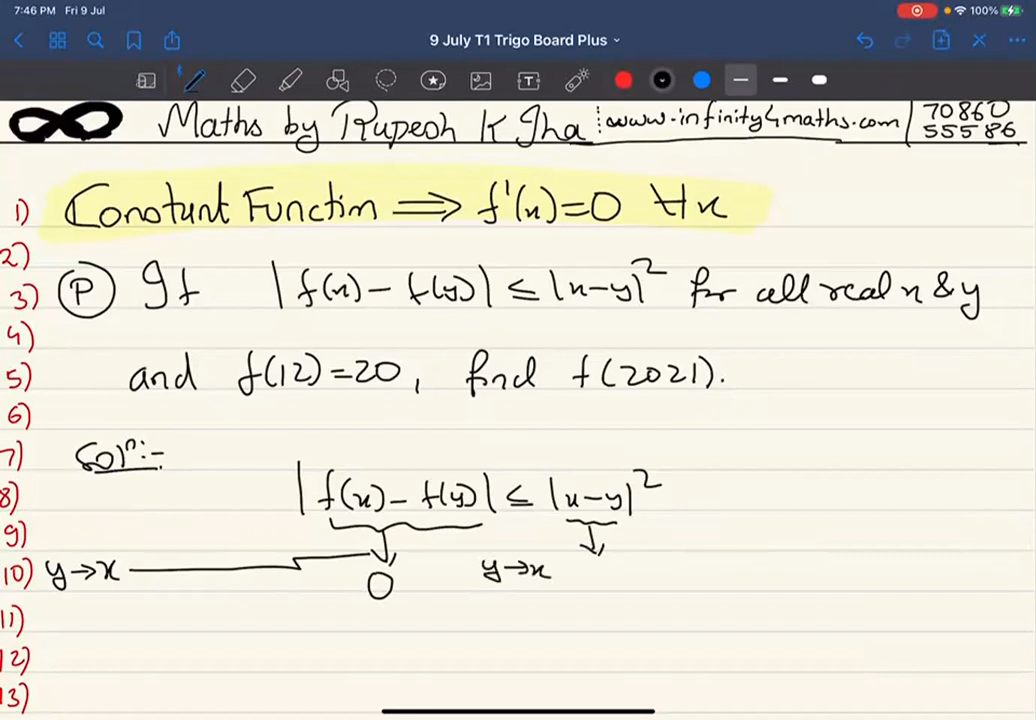 7:46 PM Fri 9 Jul 100%
9 July T1 Trigo Board Plus
T
∞ Maths by Rupesh K Jha www.infinity4maths.com 70860 55586
1) Constant Function ⟹ f'(x)=0 ∀x
2)
3) (P) If |f(x)-f(y)| ≤ |x-y|² for all real x & y
4)
5) and f(12)=20, find f(2021).
6)
7) Solⁿ:-
8) |f(x)-f(y)| ≤ |x-y|²
9)
10) y→x 0 y→x
11)
12)
13)